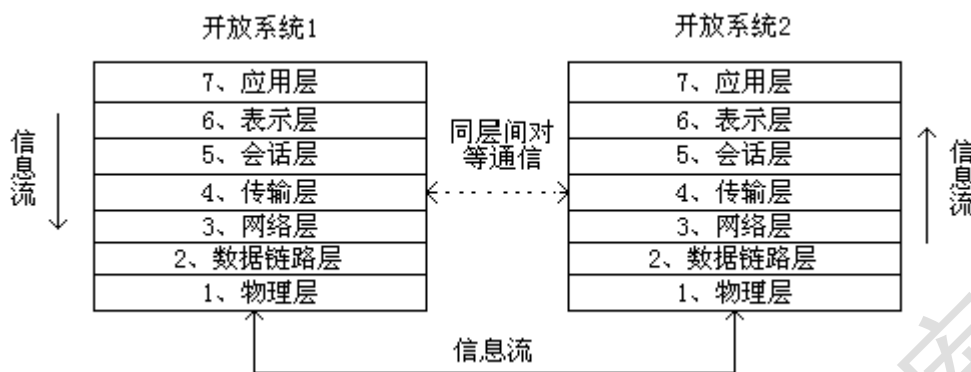 开放系统1
开放系统2
7、应用层
6、表示层
5、会话层
4、传输层
3、网络层
2、数据链路层
1、物理层
7、应用层
6、表示层
5、会话层
4、传输层
3、网络层
2、数据链路层
1、物理层
信息流
同层间对
等通信
信息流
信息流
库